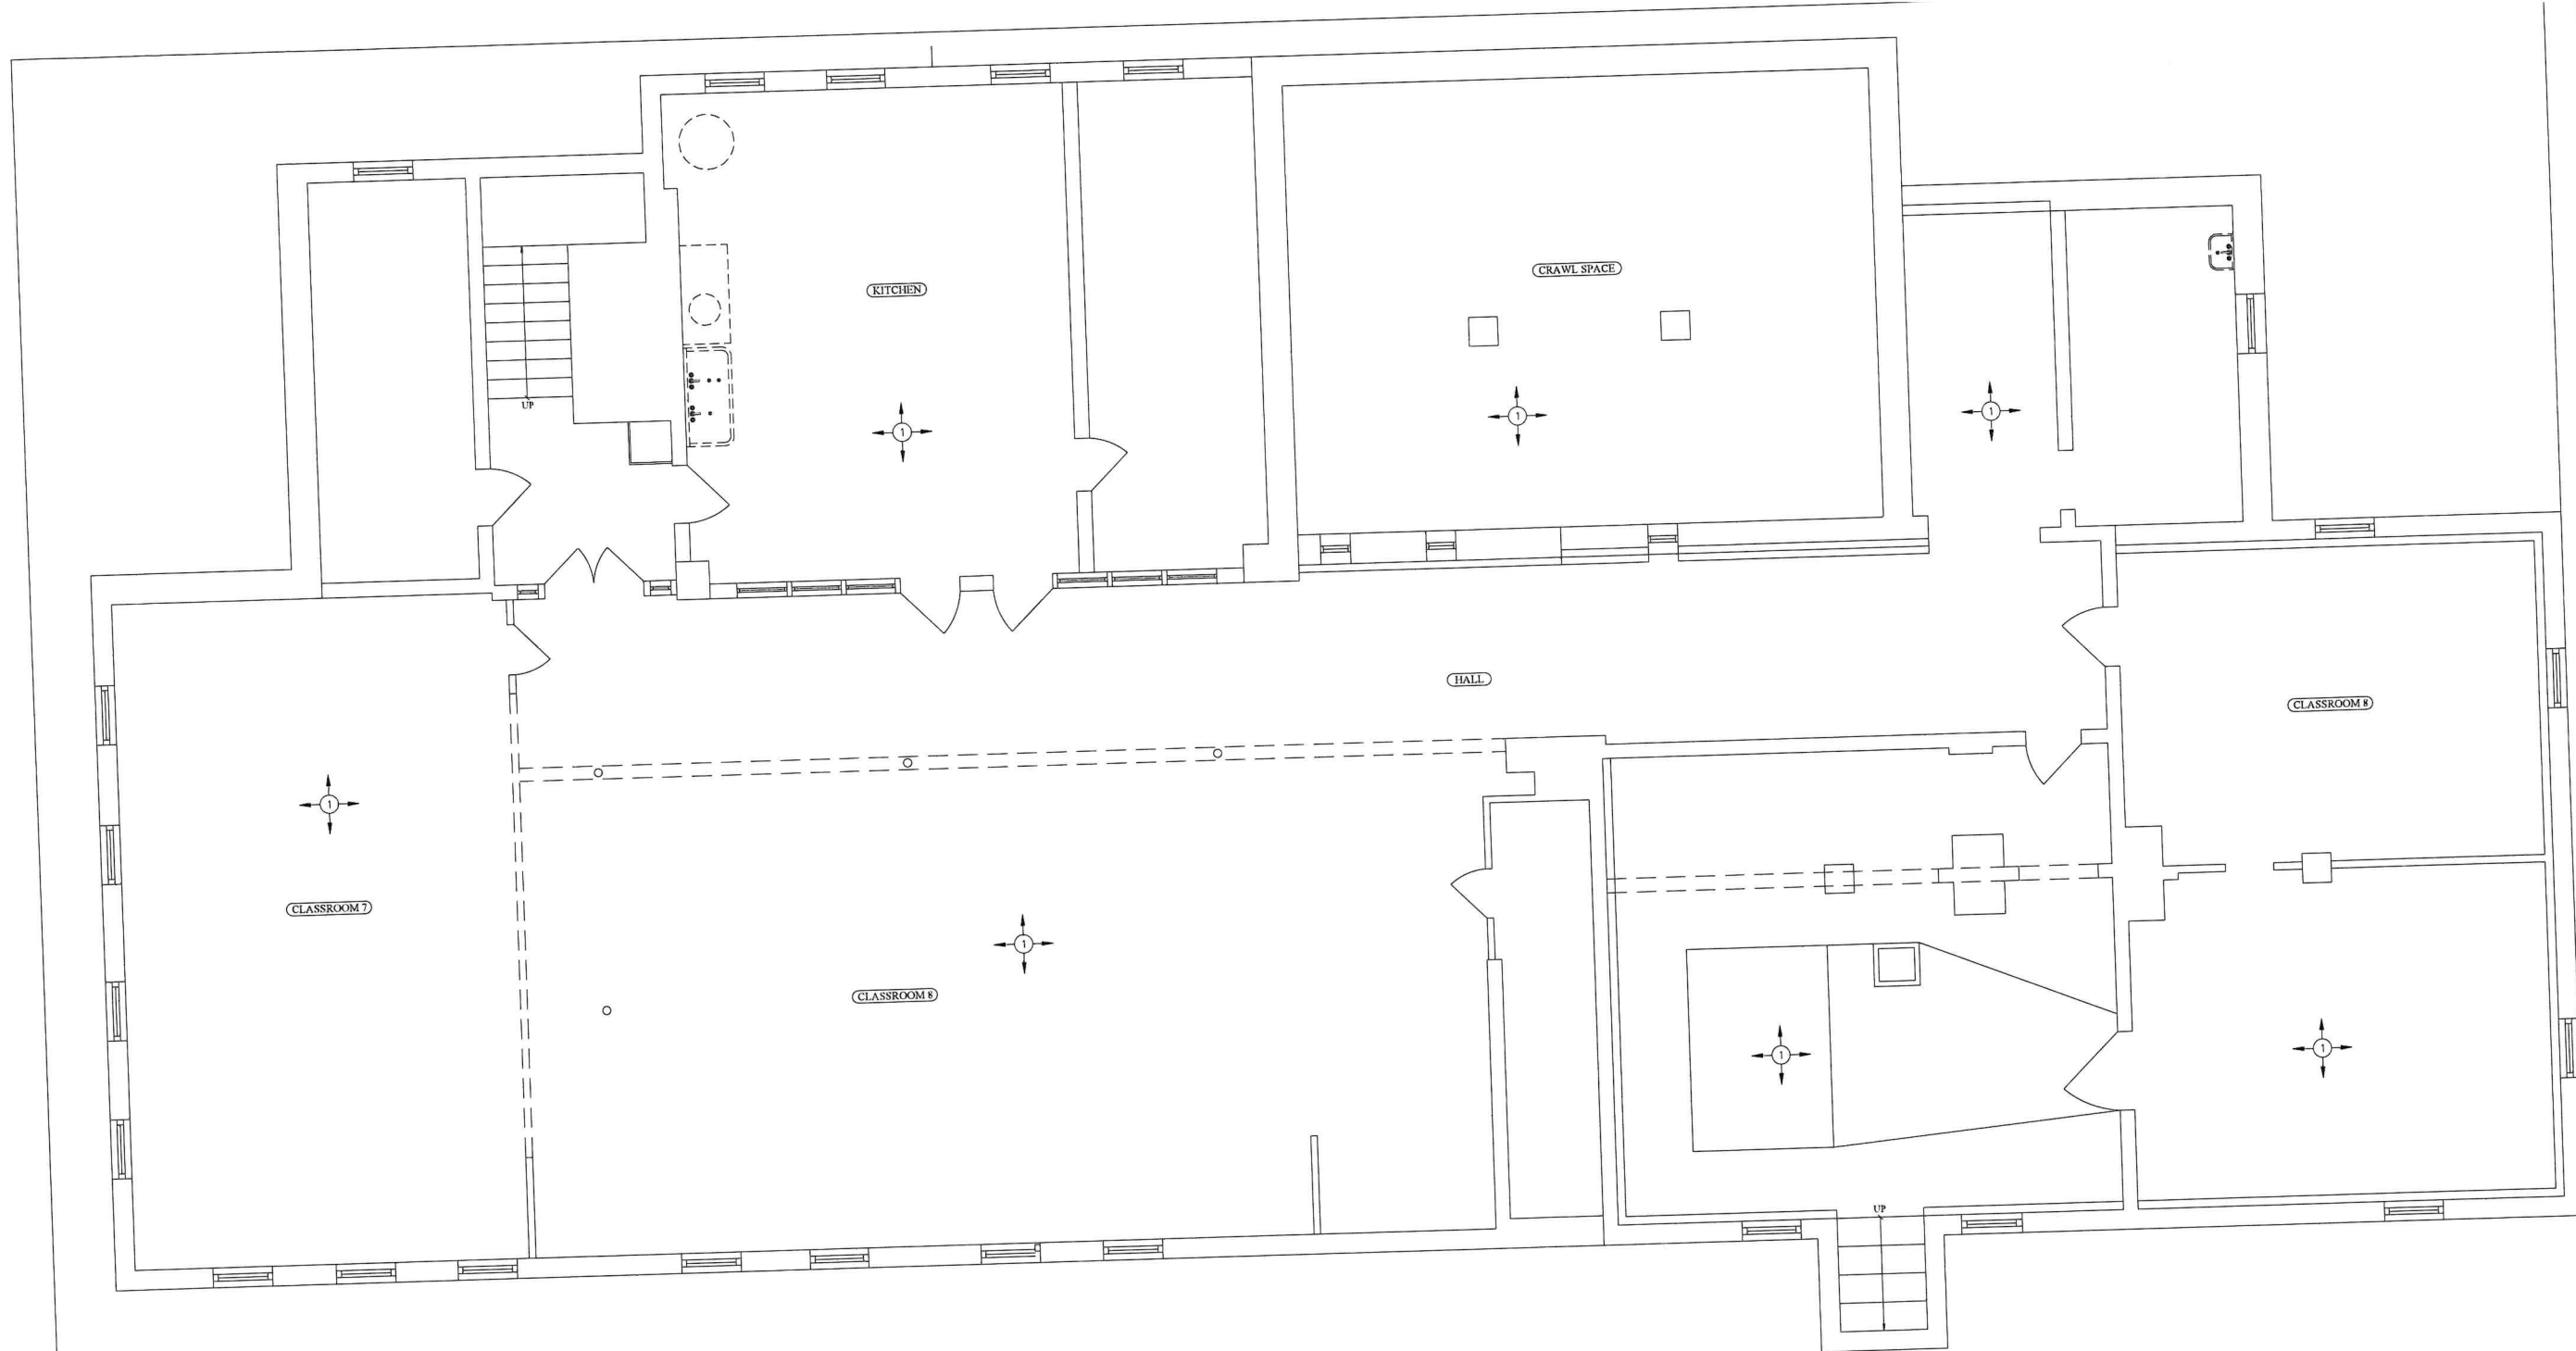 CRAWL SPACE
KITCHEN
UP
1
1
1
HALL
CLASSROOM 8
1
CLASSROOM 7
1
CLASSROOM 8
1
1
UP